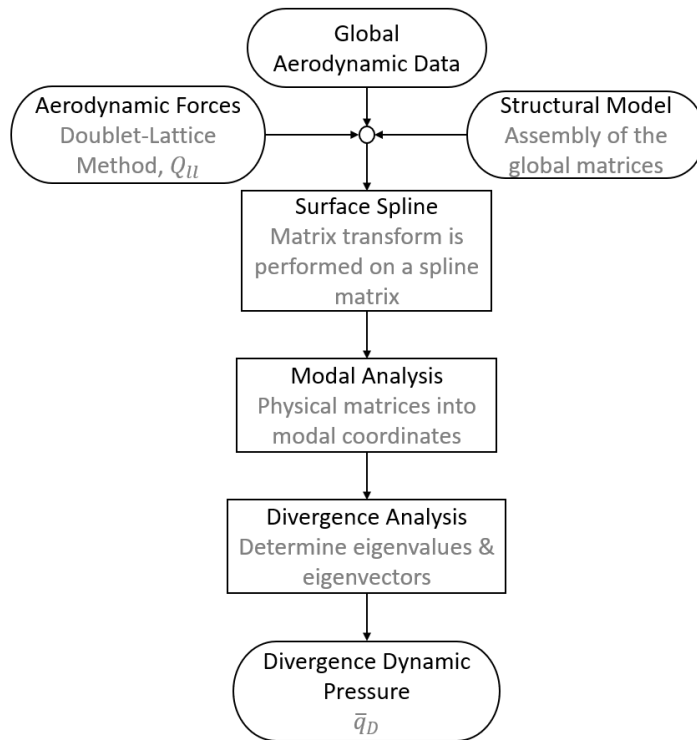 Global
Aerodynamic Data
Aerodynamic Forces
Doublet-Lattice
Method, Q_{ll}
Structural Model
Assembly of the
global matrices
Surface Spline
Matrix transform is
performed on a spline
matrix
Modal Analysis
Physical matrices into
modal coordinates
Divergence Analysis
Determine eigenvalues &
eigenvectors
Divergence Dynamic
Pressure
q̅_D